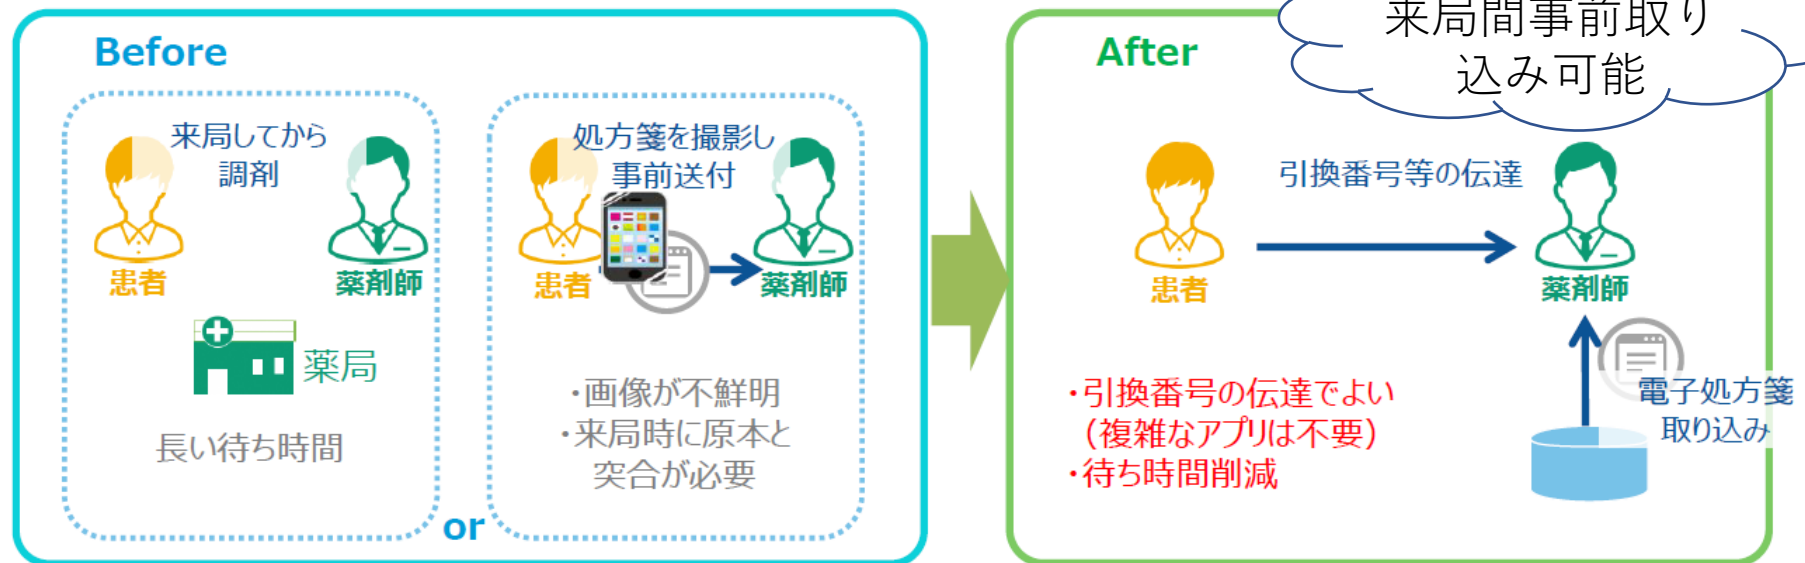 Before
来局してから
調剤
患者
薬剤師
薬局
長い待ち時間
or
処方箋を撮影し
事前送付
患者
薬剤師
・画像が不鮮明
・来局時に原本と
突合が必要
After
来局間事前取り
込み可能
引換番号等の伝達
患者
薬剤師
・引換番号の伝達でよい
(複雑なアプリは不要)
・待ち時間削減
電子処方箋
取り込み